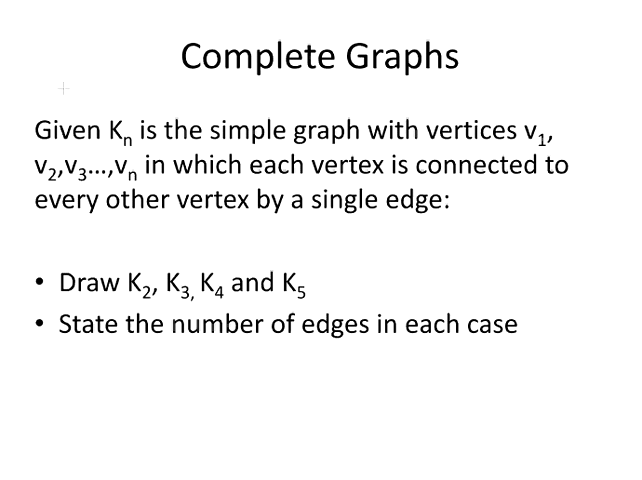 Complete Graphs
Given Kₙ is the simple graph with vertices v₁,
v₂,v₃…,vₙ in which each vertex is connected to
every other vertex by a single edge:
• Draw K₂, K₃, K₄ and K₅
• State the number of edges in each case